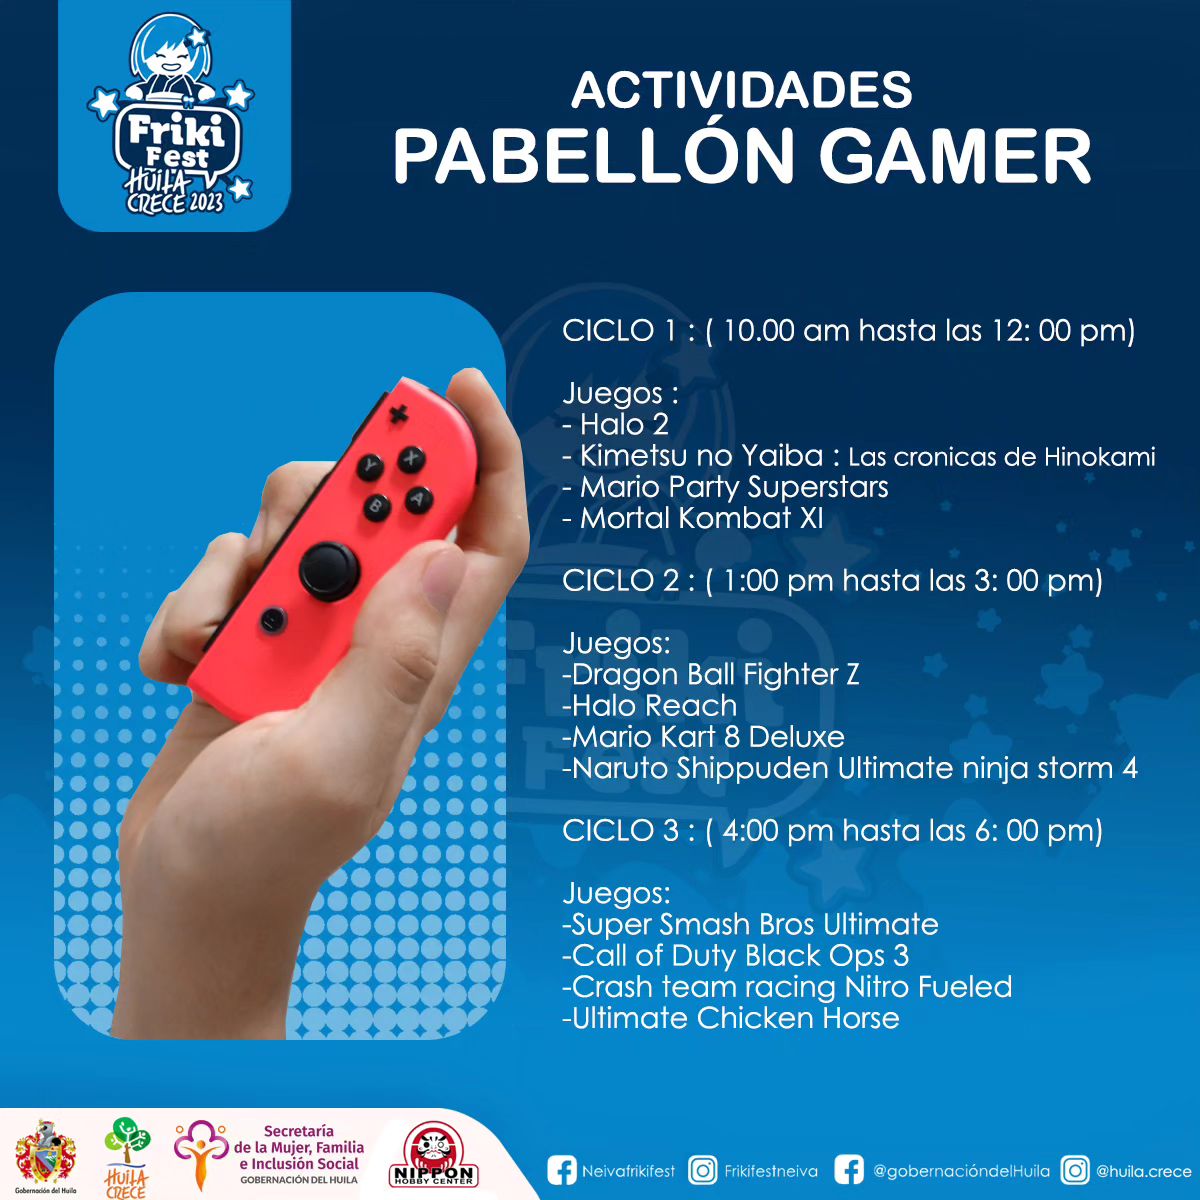 Friki
Fest
HUILA
CRECE 2023
ACTIVIDADES
PABELLÓN GAMER
CICLO 1 : ( 10.00 am hasta las 12: 00 pm)
Juegos :
- Halo 2
- Kimetsu no Yaiba : Las cronicas de Hinokami
- Mario Party Superstars
- Mortal Kombat XI
CICLO 2 : ( 1:00 pm hasta las 3: 00 pm)
Juegos:
-Dragon Ball Fighter Z
-Halo Reach
-Mario Kart 8 Deluxe
-Naruto Shippuden Ultimate ninja storm 4
CICLO 3 : ( 4:00 pm hasta las 6: 00 pm)
Juegos:
-Super Smash Bros Ultimate
-Call of Duty Black Ops 3
-Crash team racing Nitro Fueled
-Ultimate Chicken Horse
X
Y
A
B
Friki
Fest
Gobernación del Huila
HUILA
CRECE
Secretaría
de la Mujer, Familia
e Inclusión Social
GOBERNACIÓN DEL HUILA
NIPPON
HOBBY CENTER
Neivafrikifest
Frikifestneiva
@gobernacióndelHuila
@huila.crece